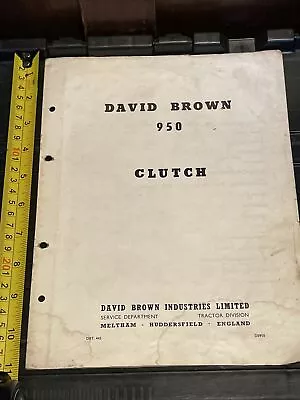 DAVID BROWN
950
CLUTCH
DAVID BROWN INDUSTRIES LIMITED
SERVICE DEPARTMENT TRACTOR DIVISION
MELTHAM · HUDDERSFIELD · ENGLAND